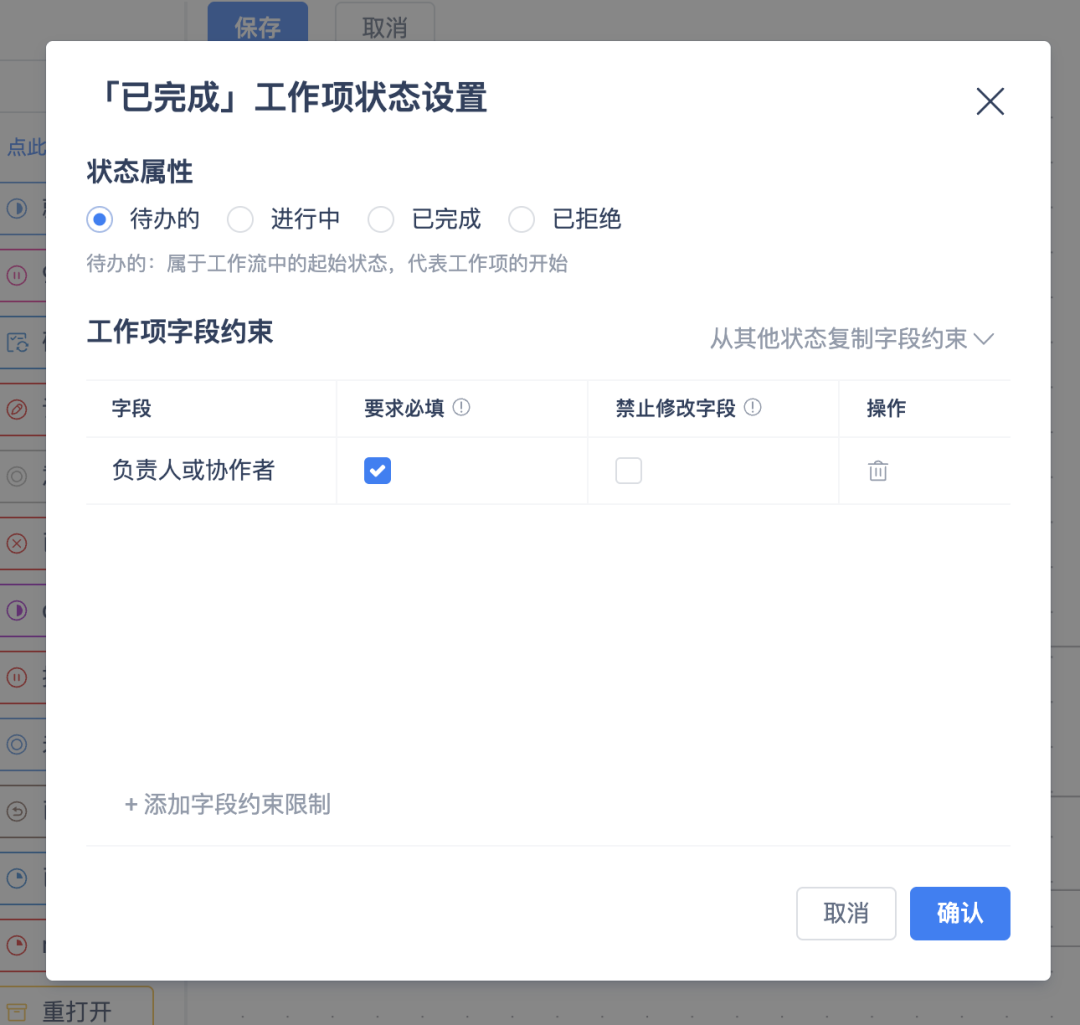 保存
取消
「已完成」工作项状态设置
状态属性
待办的 进行中 已完成 已拒绝
待办的：属于工作流中的起始状态，代表工作项的开始
工作项字段约束
从其他状态复制字段约束
字段 要求必填 禁止修改字段 操作
负责人或协作者
+ 添加字段约束限制
取消 确认
点此
重打开